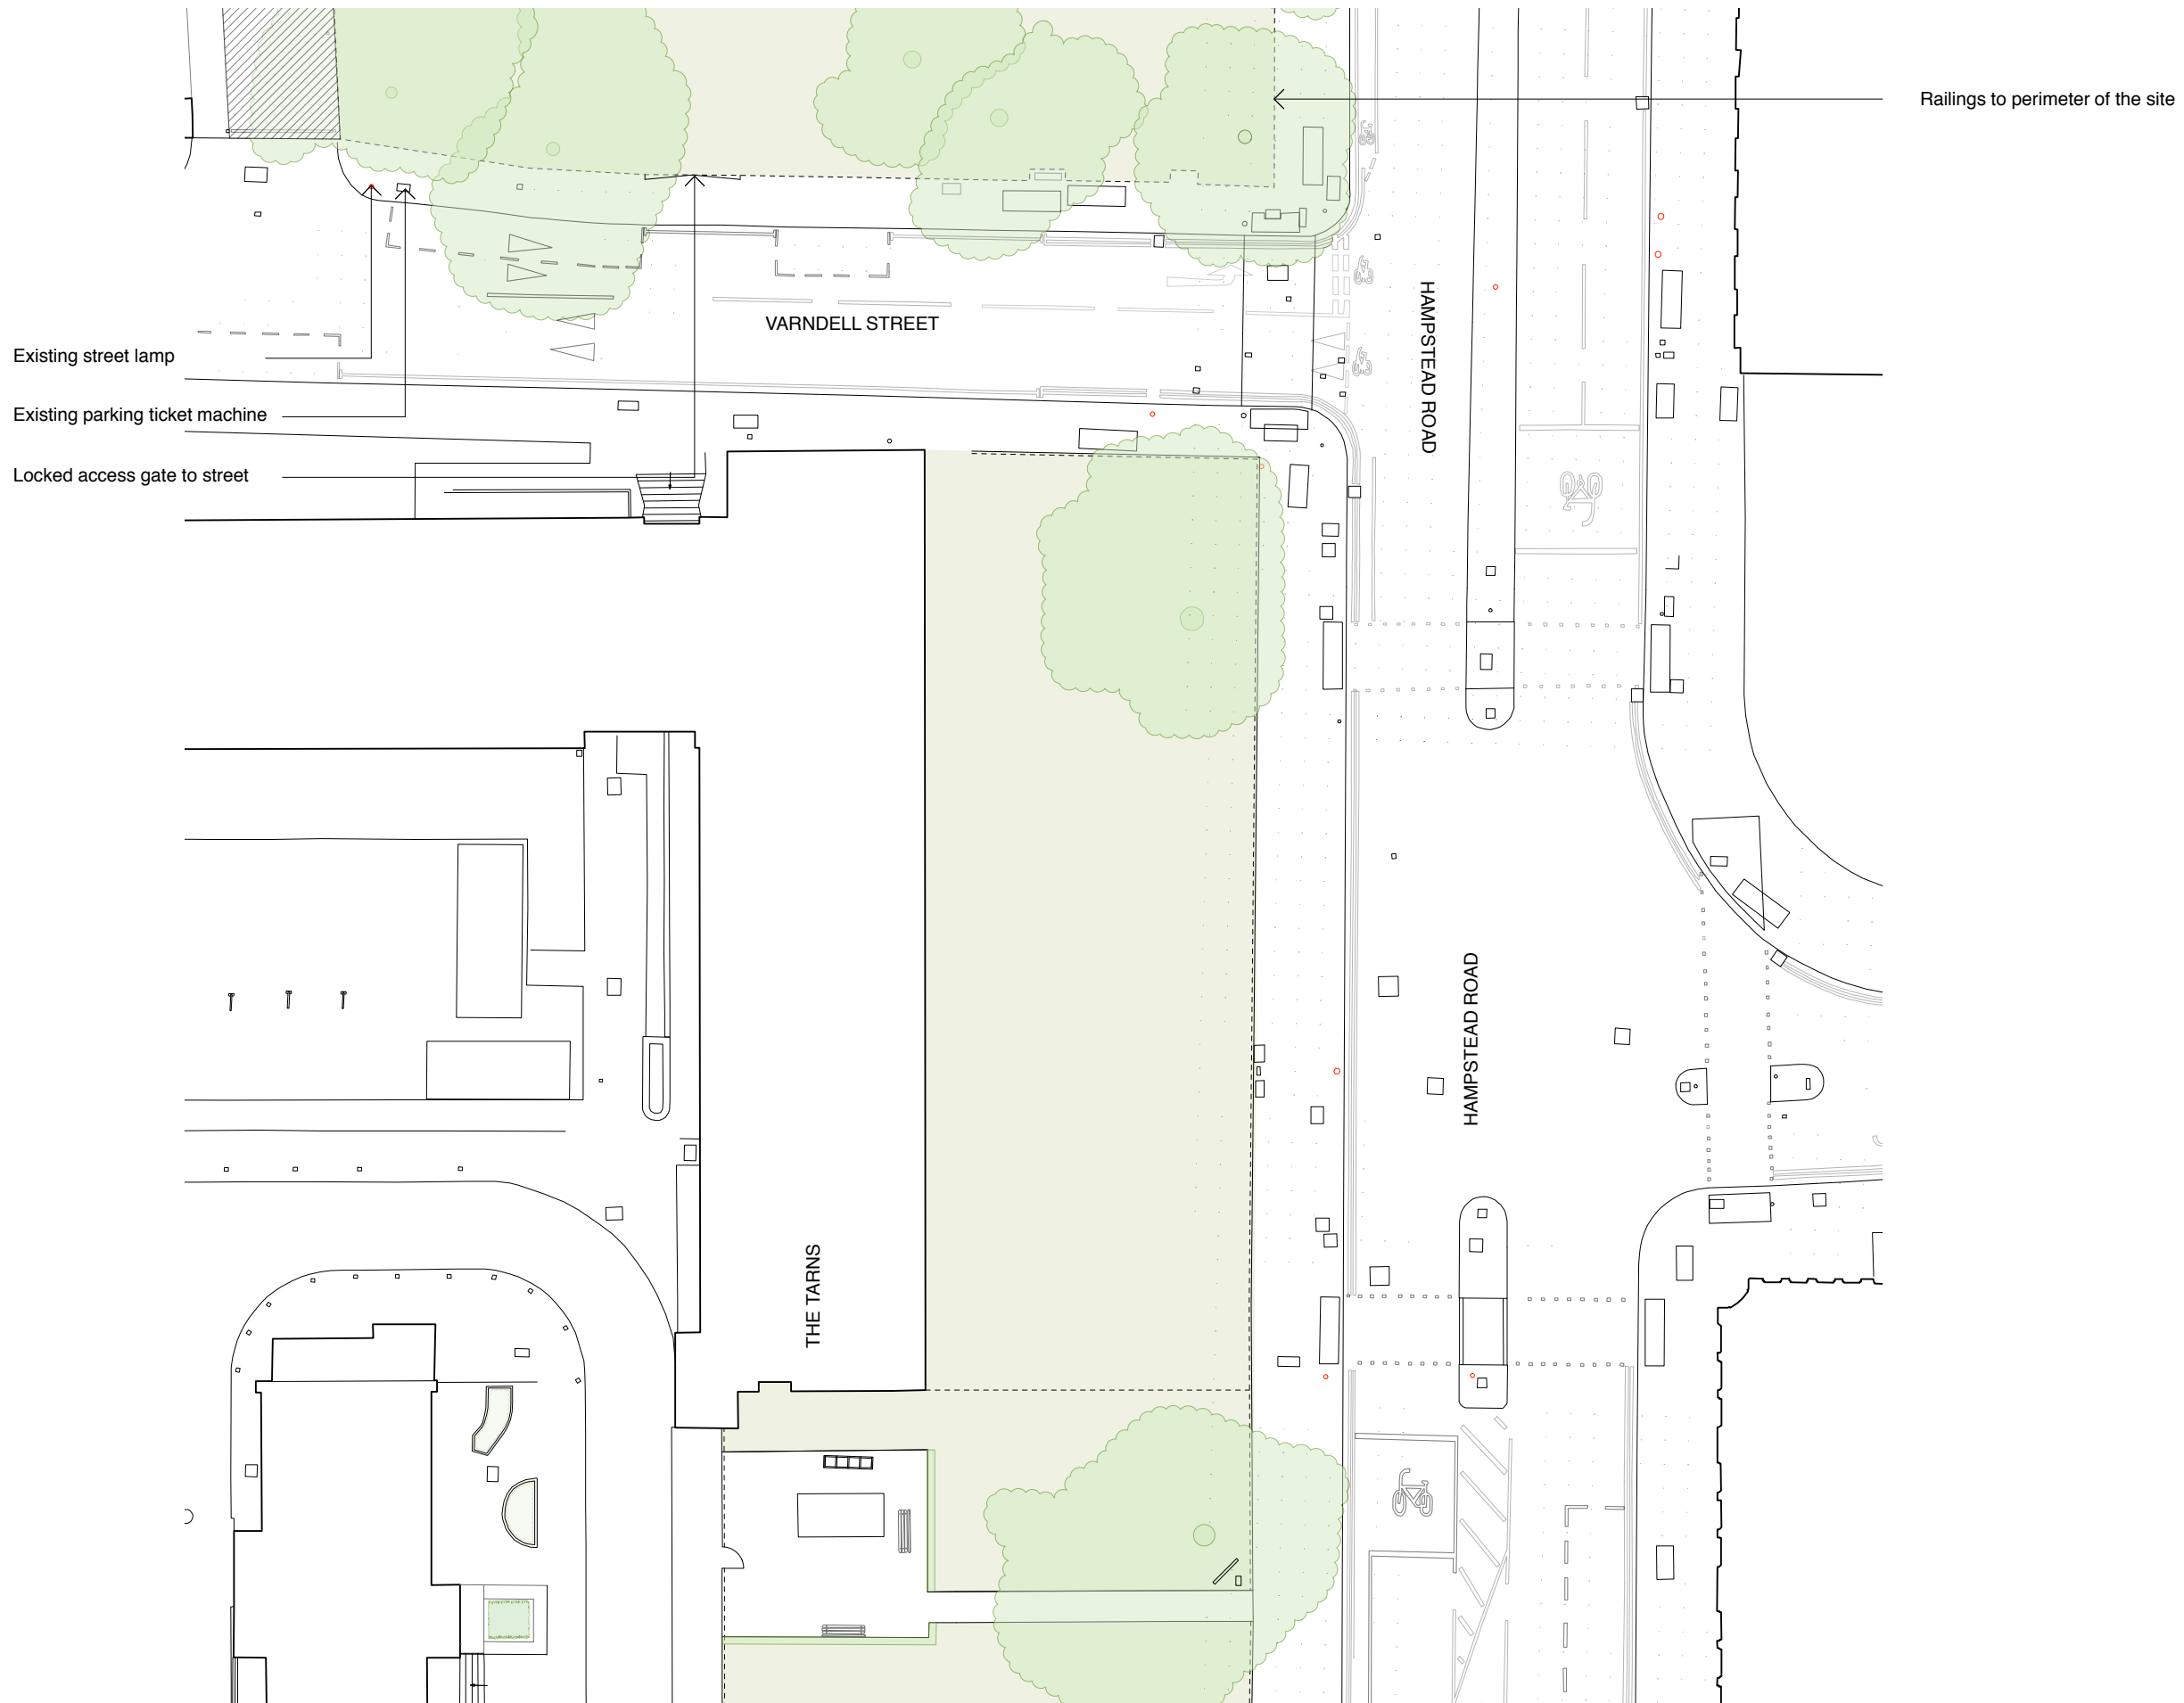 Railings to perimeter of the site
VARNDELL STREET
HAMPSTEAD ROAD
Existing street lamp
Existing parking ticket machine
Locked access gate to street
HAMPSTEAD ROAD
THE TARNS